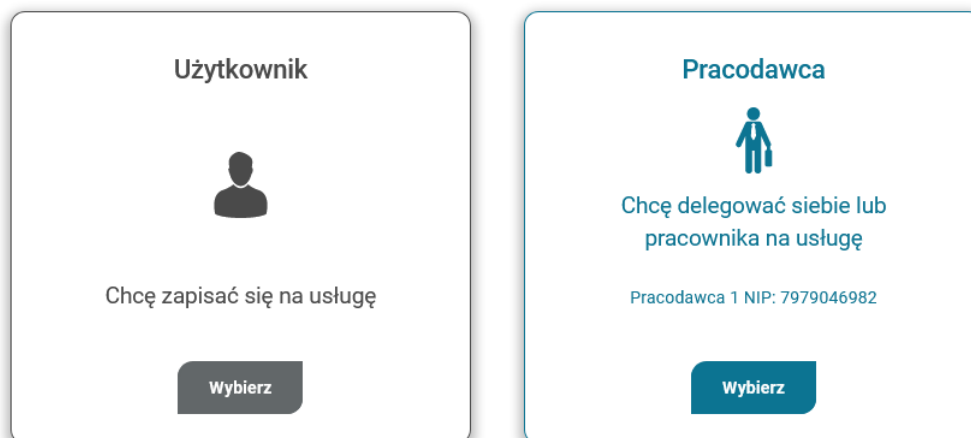 Użytkownik
Chcę zapisać się na usługę
Wybierz
Pracodawca
Chcę delegować siebie lub
pracownika na usługę
Pracodawca 1 NIP: 7979046982
Wybierz